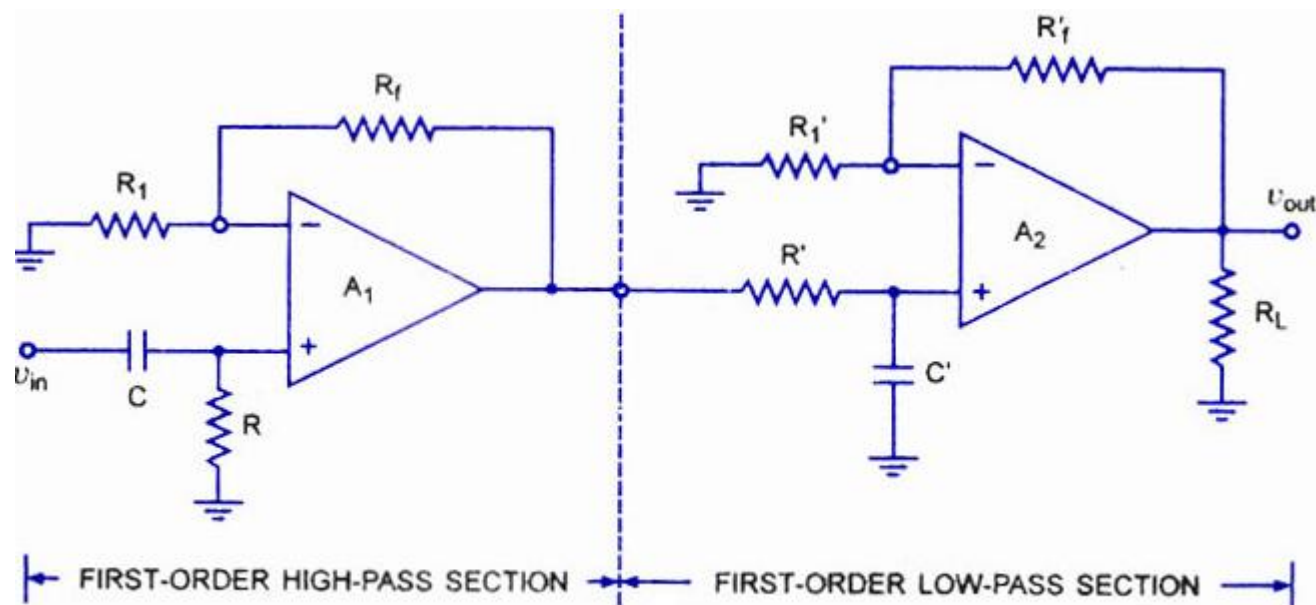 R'f
Rf
R1'
R1
A2
vout
R'
A1
RL
vin
C
C'
R
FIRST-ORDER HIGH-PASS SECTION
FIRST-ORDER LOW-PASS SECTION